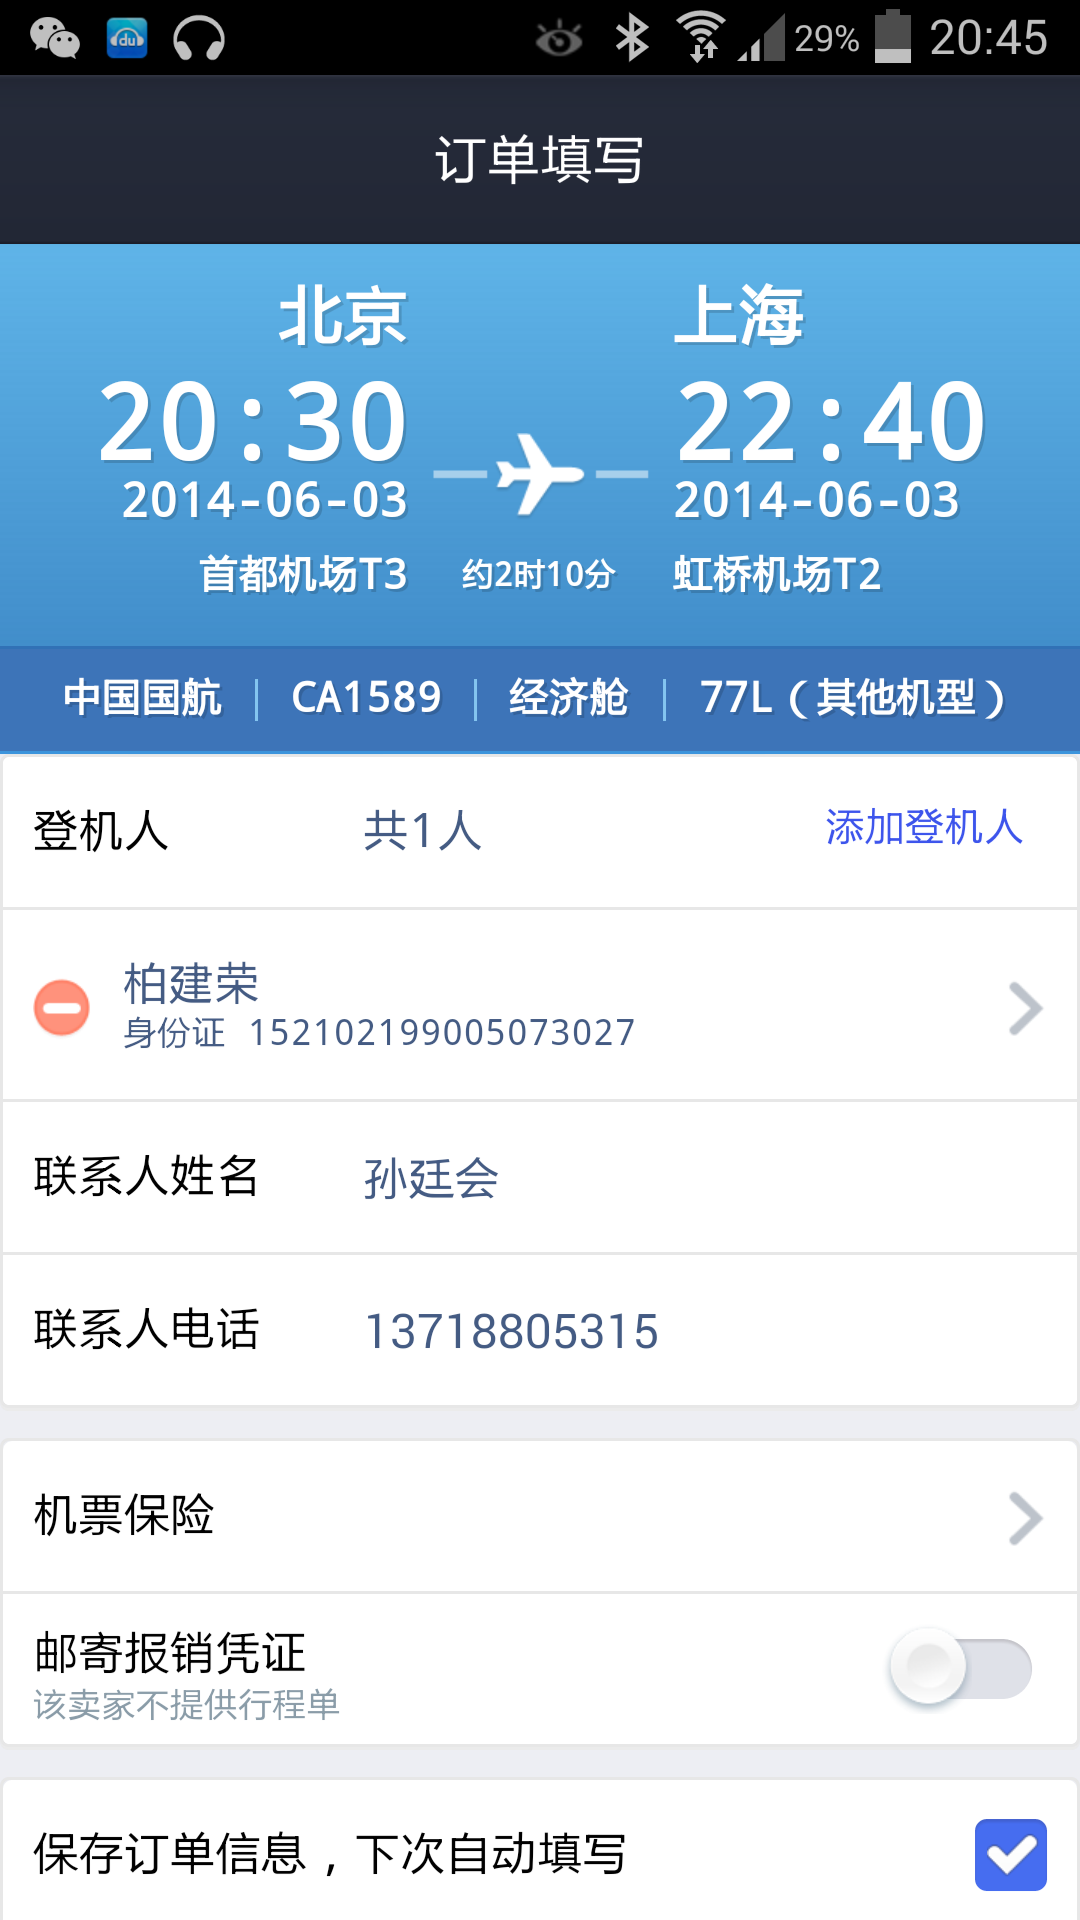 29% 20:45
订单填写
北京 上海
20:30 22:40
2014-06-03 2014-06-03
首都机场T3 约2时10分 虹桥机场T2
中国国航 CA1589 经济舱 77L（其他机型）
登机人 共1人 添加登机人
柏建荣
身份证 152102199005073027
联系人姓名 孙廷会
联系人电话 13718805315
机票保险
邮寄报销凭证
该卖家不提供行程单
保存订单信息，下次自动填写